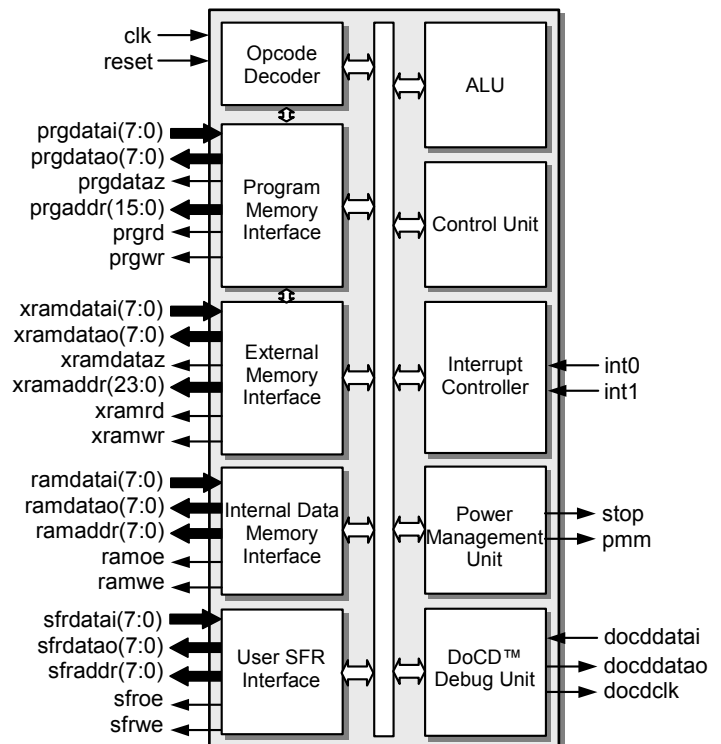 clk
reset
Opcode
Decoder
ALU
prgdatai(7:0)
prgdatao(7:0)
prgdataz
prgaddr(15:0)
prgrd
prgwr
Program
Memory
Interface
Control Unit
xramdatai(7:0)
xramdatao(7:0)
xramdataz
xramaddr(23:0)
xramrd
xramwr
External
Memory
Interface
Interrupt
Controller
int0
int1
ramdatai(7:0)
ramdatao(7:0)
ramaddr(7:0)
ramoe
ramwe
Internal Data
Memory
Interface
Power
Management
Unit
stop
pmm
sfrdatai(7:0)
sfrdatao(7:0)
sfraddr(7:0)
sfroe
sfrwe
User SFR
Interface
DoCD™
Debug Unit
docddatai
docddatao
docdclk